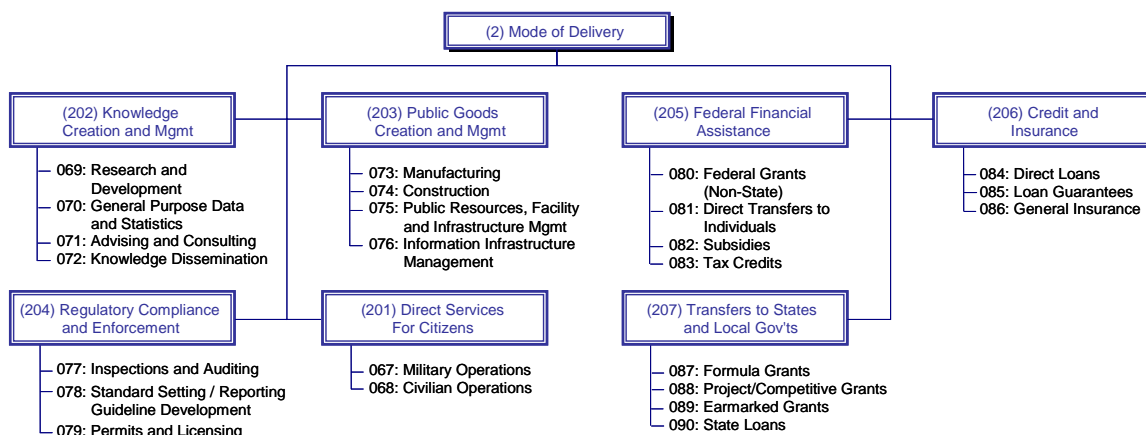 (2) Mode of Delivery
(202) Knowledge
Creation and Mgmt
069: Research and
Development
070: General Purpose Data
and Statistics
071: Advising and Consulting
072: Knowledge Dissemination
(203) Public Goods
Creation and Mgmt
073: Manufacturing
074: Construction
075: Public Resources, Facility
and Infrastructure Mgmt
076: Information Infrastructure
Management
(205) Federal Financial
Assistance
080: Federal Grants
(Non-State)
081: Direct Transfers to
Individuals
082: Subsidies
083: Tax Credits
(206) Credit and
Insurance
084: Direct Loans
085: Loan Guarantees
086: General Insurance
(204) Regulatory Compliance
and Enforcement
077: Inspections and Auditing
078: Standard Setting / Reporting
Guideline Development
079: Permits and Licensing
(201) Direct Services
For Citizens
067: Military Operations
068: Civilian Operations
(207) Transfers to States
and Local Gov'ts
087: Formula Grants
088: Project/Competitive Grants
089: Earmarked Grants
090: State Loans